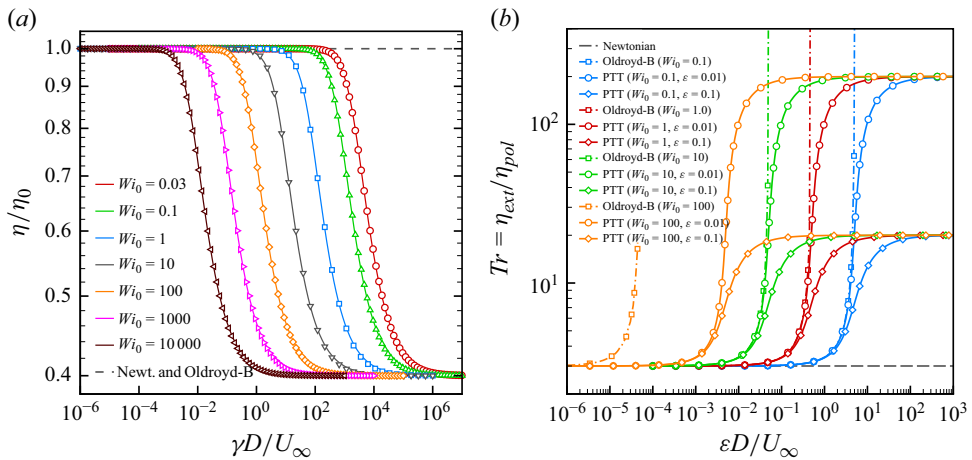 (a)
η/η0
1.0
0.9
0.8
0.7
0.6
0.5
0.4
Wi0 = 0.03
Wi0 = 0.1
Wi0 = 1
Wi0 = 10
Wi0 = 100
Wi0 = 1000
Wi0 = 10 000
Newt. and Oldroyd-B
10−6 10−4 10−2 100 102 104 106
γD/U∞
(b)
Tr = ηext/ηpol
102
101
Newtonian
Oldroyd-B (Wi0 = 0.1)
PTT (Wi0 = 0.1, ε = 0.01)
PTT (Wi0 = 0.1, ε = 0.1)
Oldroyd-B (Wi0 = 1.0)
PTT (Wi0 = 1, ε = 0.01)
PTT (Wi0 = 1, ε = 0.1)
Oldroyd-B (Wi0 = 10)
PTT (Wi0 = 10, ε = 0.01)
PTT (Wi0 = 10, ε = 0.1)
Oldroyd-B (Wi0 = 100)
PTT (Wi0 = 100, ε = 0.01)
PTT (Wi0 = 100, ε = 0.1)
10−6 10−5 10−4 10−3 10−2 10−1 100 101 102 103
εD/U∞